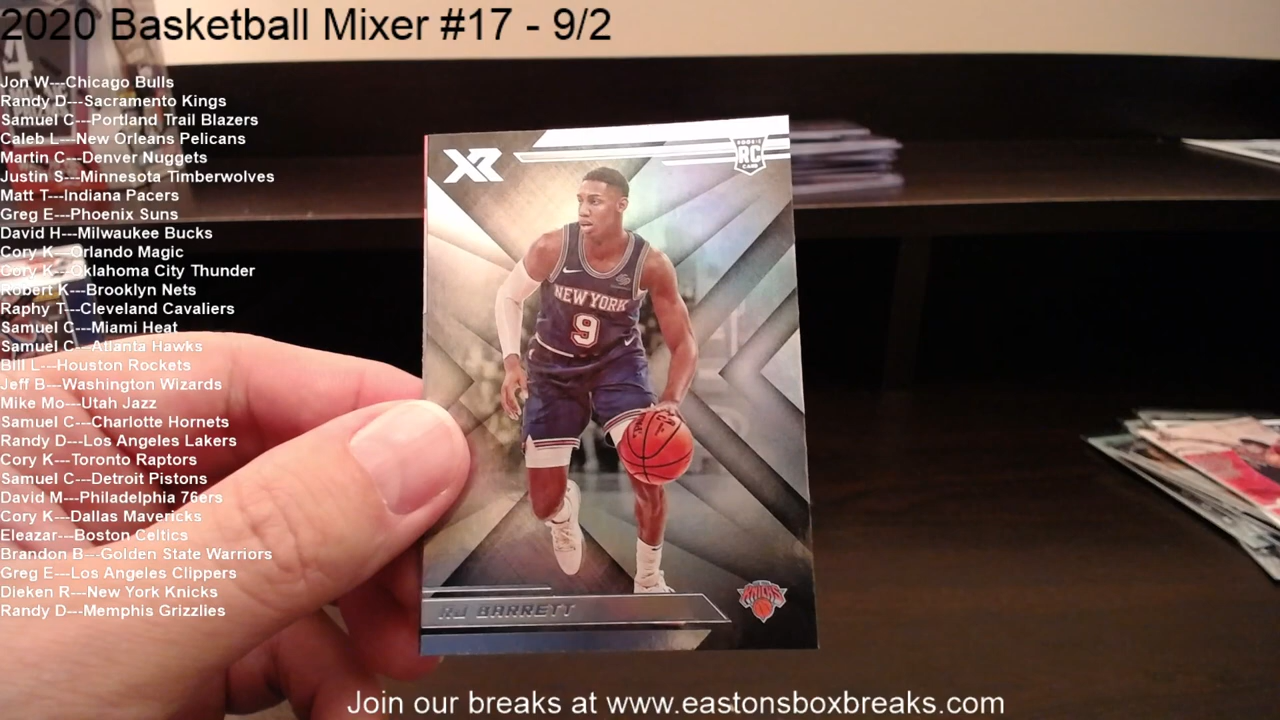 2020 Basketball Mixer #17 - 9/2
Jon W---Chicago Bulls
Randy D---Sacramento Kings
Samuel C---Portland Trail Blazers
Caleb L---New Orleans Pelicans
Martin C---Denver Nuggets
Justin S---Minnesota Timberwolves
Matt T---Indiana Pacers
Greg E---Phoenix Suns
David H---Milwaukee Bucks
Cory K---Orlando Magic
Cory K---Oklahoma City Thunder
Robert K---Brooklyn Nets
Raphy T---Cleveland Cavaliers
Samuel C---Miami Heat
Samuel C---Atlanta Hawks
Bill L---Houston Rockets
Jeff B---Washington Wizards
Mike Mo---Utah Jazz
Samuel C---Charlotte Hornets
Randy D---Los Angeles Lakers
Cory K---Toronto Raptors
Samuel C---Detroit Pistons
David M---Philadelphia 76ers
Cory K---Dallas Mavericks
Eleazar---Boston Celtics
Brandon B---Golden State Warriors
Greg E---Los Angeles Clippers
Dieken R---New York Knicks
Randy D---Memphis Grizzlies
XR
ROOKIE
RC
CARD
NEW YORK
9
RJ BARRETT
KNICKS
Join our breaks at www.eastonsboxbreaks.com